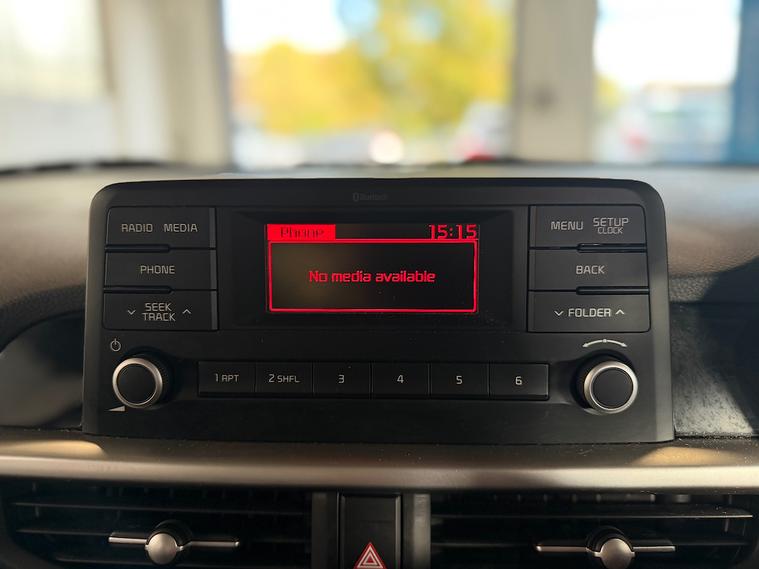 Bluetooth
RADIO MEDIA
PHONE
SEEK
TRACK
Phone 15:15
No media available
MENU SETUP
CLOCK
BACK
FOLDER
1 RPT 2 SHFL 3 4 5 6